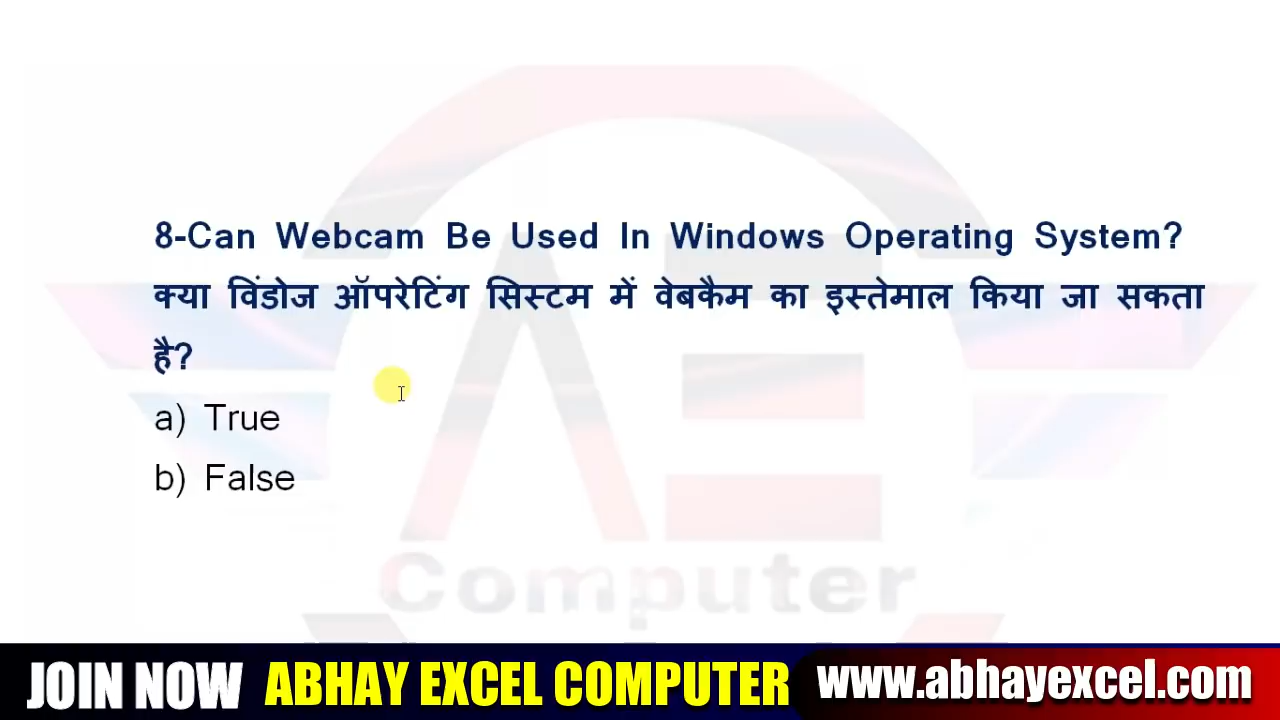 8-Can Webcam Be Used In Windows Operating System?
क्या विंडोज ऑपरेटिंग सिस्टम में वेबकैम का इस्तेमाल किया जा सकता
है?
a) True
b) False
Computer
JOIN NOW ABHAY EXCEL COMPUTER www.abhayexcel.com